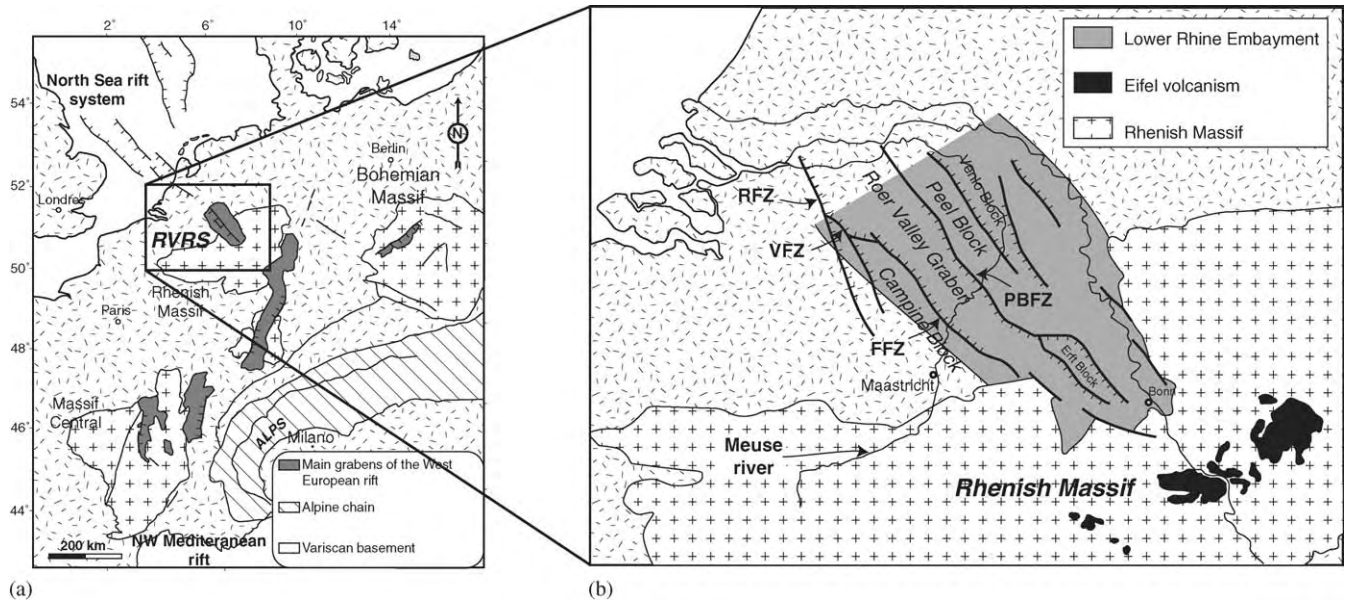 2°
6°
10°
14°
North Sea rift
system
54°
N
Berlin
Bohemian
Massif
52°
Londres
RVRS
50°
Rhenish
Massif
Paris
48°
Massif
Central
46°
ALPS
Milano
44°
Main grabens of the West
European rift
Alpine chain
Variscan basement
200 km
NW Mediterranean
rift
(a)
Lower Rhine Embayment
Eifel volcanism
Rhenish Massif
RFZ
VFZ
Roer Valley Graben
Peel Block
Venlo Block
Campine Block
PBFZ
FFZ
Erft Block
Maastricht
Bonn
Meuse
river
Rhenish Massif
(b)